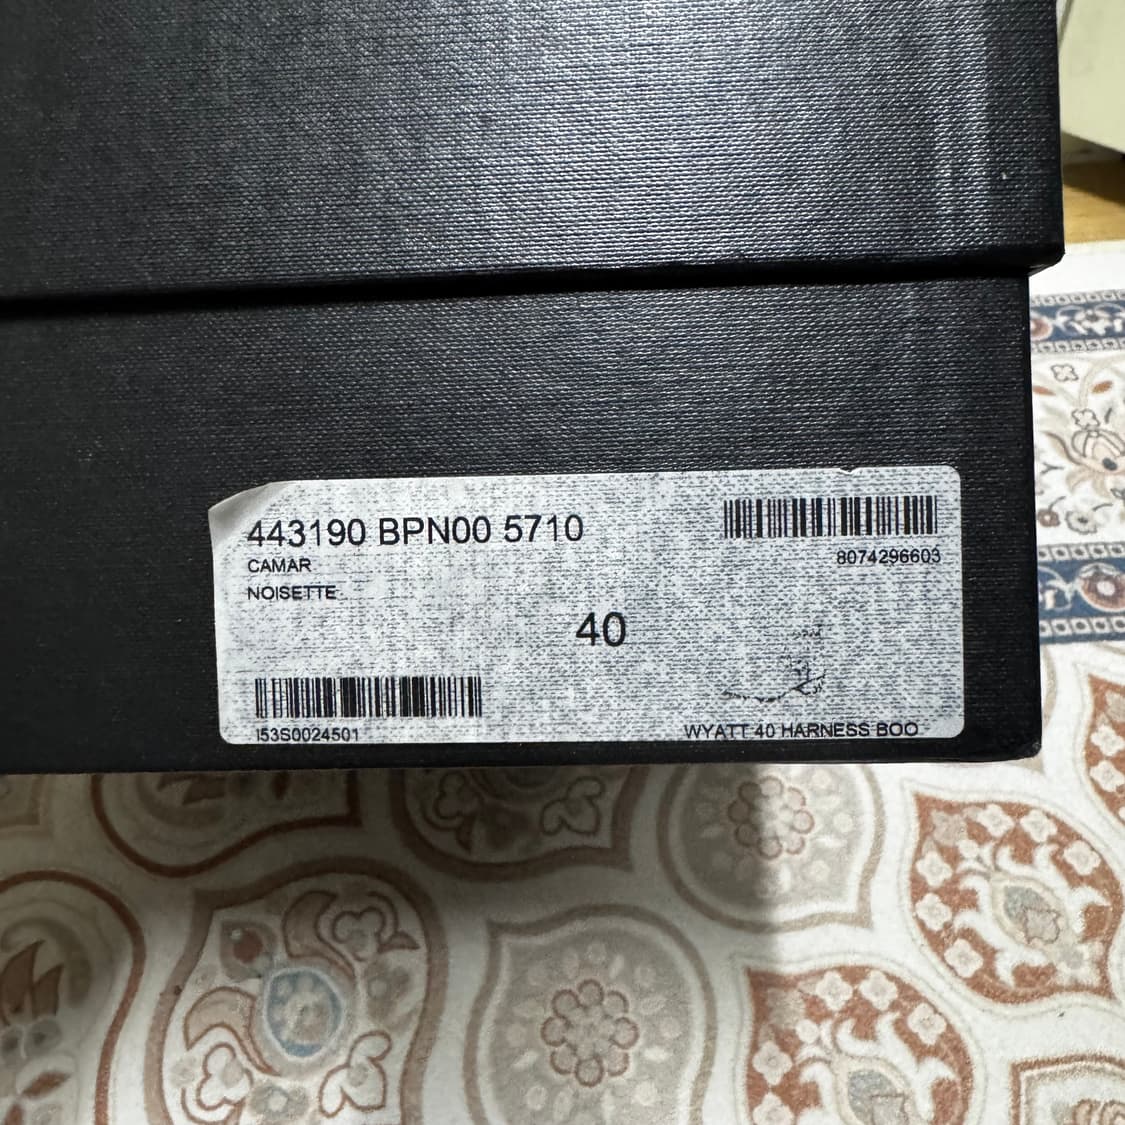 443190 BPN00 5710
CAMAR
NOISETTE
8074296603
40
I53S0024501
WYATT 40 HARNESS BOO